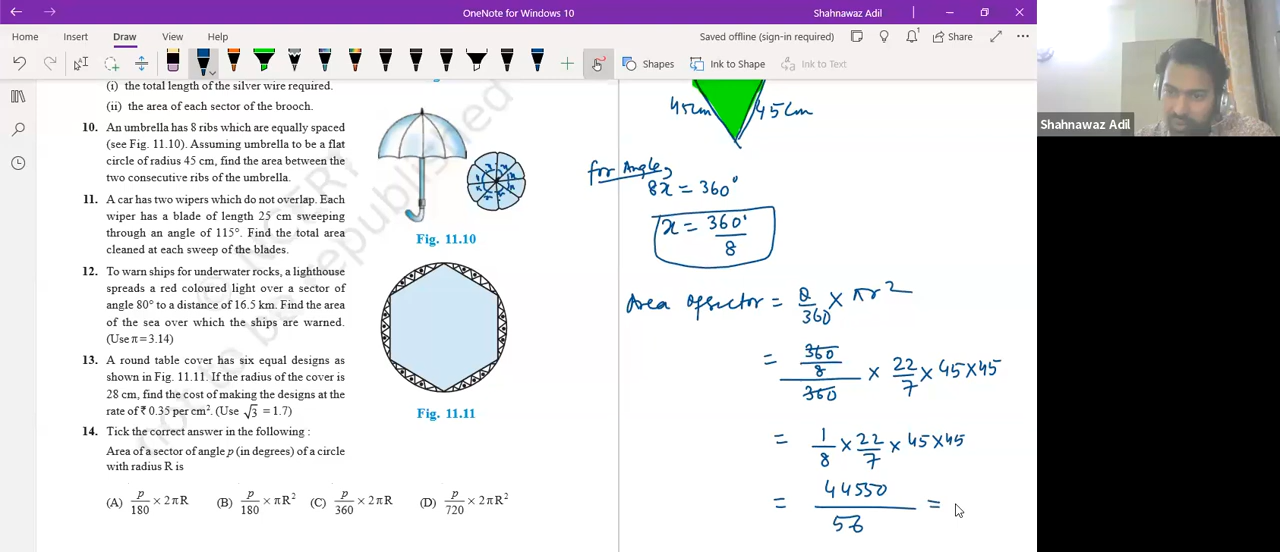 OneNote for Windows 10
Shahnawaz Adil
Home Insert Draw View Help
Saved offline (sign in required) Share
Shapes Ink to Shape Ink to Text
(i) the total length of the silver wire required.
(ii) the area of each sector of the brooch.
10. An umbrella has 8 ribs which are equally spaced
(see Fig. 11.10). Assuming umbrella to be a flat
circle of radius 45 cm, find the area between the
two consecutive ribs of the umbrella.
11. A car has two wipers which do not overlap. Each
wiper has a blade of length 25 cm sweeping
through an angle of 115°. Find the total area
cleaned at each sweep of the blades.
Fig. 11.10
12. To warn ships for underwater rocks, a lighthouse
spreads a red coloured light over a sector of
angle 80° to a distance of 16.5 km. Find the area
of the sea over which the ships are warned.
(Use π = 3.14)
13. A round table cover has six equal designs as
shown in Fig. 11.11. If the radius of the cover is
28 cm, find the cost of making the designs at the
rate of ₹ 0.35 per cm². (Use √3 = 1.7)
Fig. 11.11
14. Tick the correct answer in the following :
Area of a sector of angle p (in degrees) of a circle
with radius R is
(A) p/180 × 2πR (B) p/180 × πR² (C) p/360 × 2πR (D) p/720 × 2πR²
not to be republished
45cm 45cm
for Angle,
8x = 360°
x = 360°/8
Area of sector = θ/360 × πr²
= 360/8/360 × 22/7 × 45×45
= 1/8 × 22/7 × 45×45
= 44550/56 =
Shahnawaz Adil